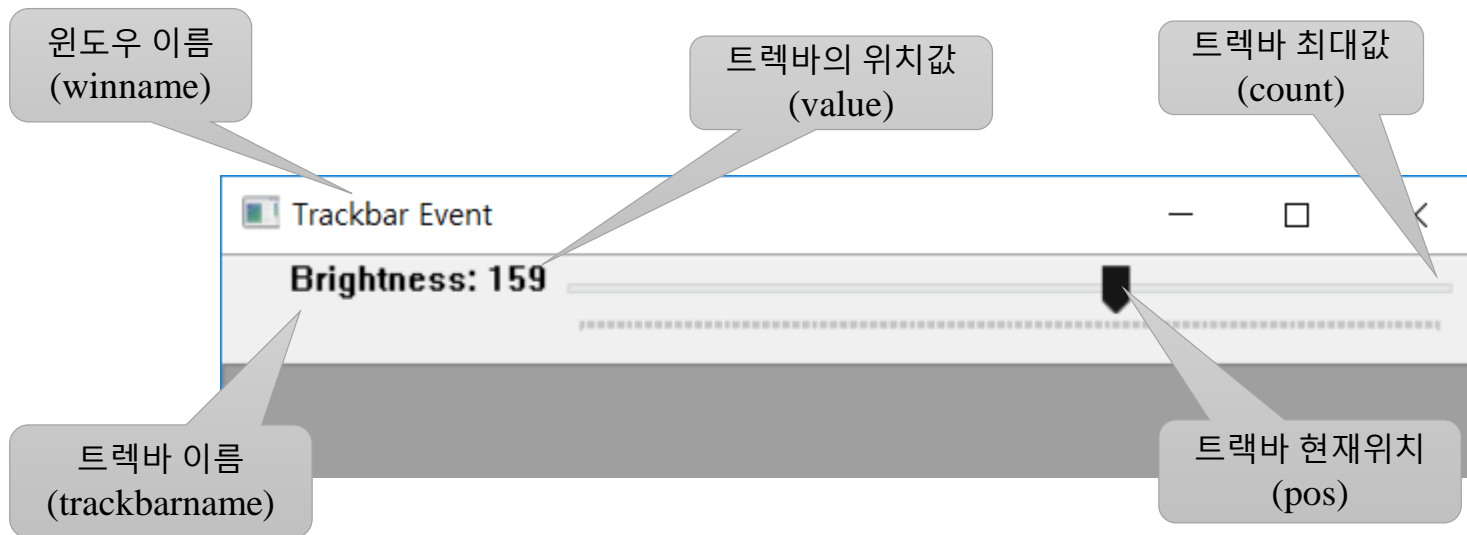 윈도우 이름
(winname)
트렉바의 위치값
(value)
트렉바 최대값
(count)
Trackbar Event
Brightness: 159
트렉바 이름
(trackbarname)
트랙바 현재위치
(pos)